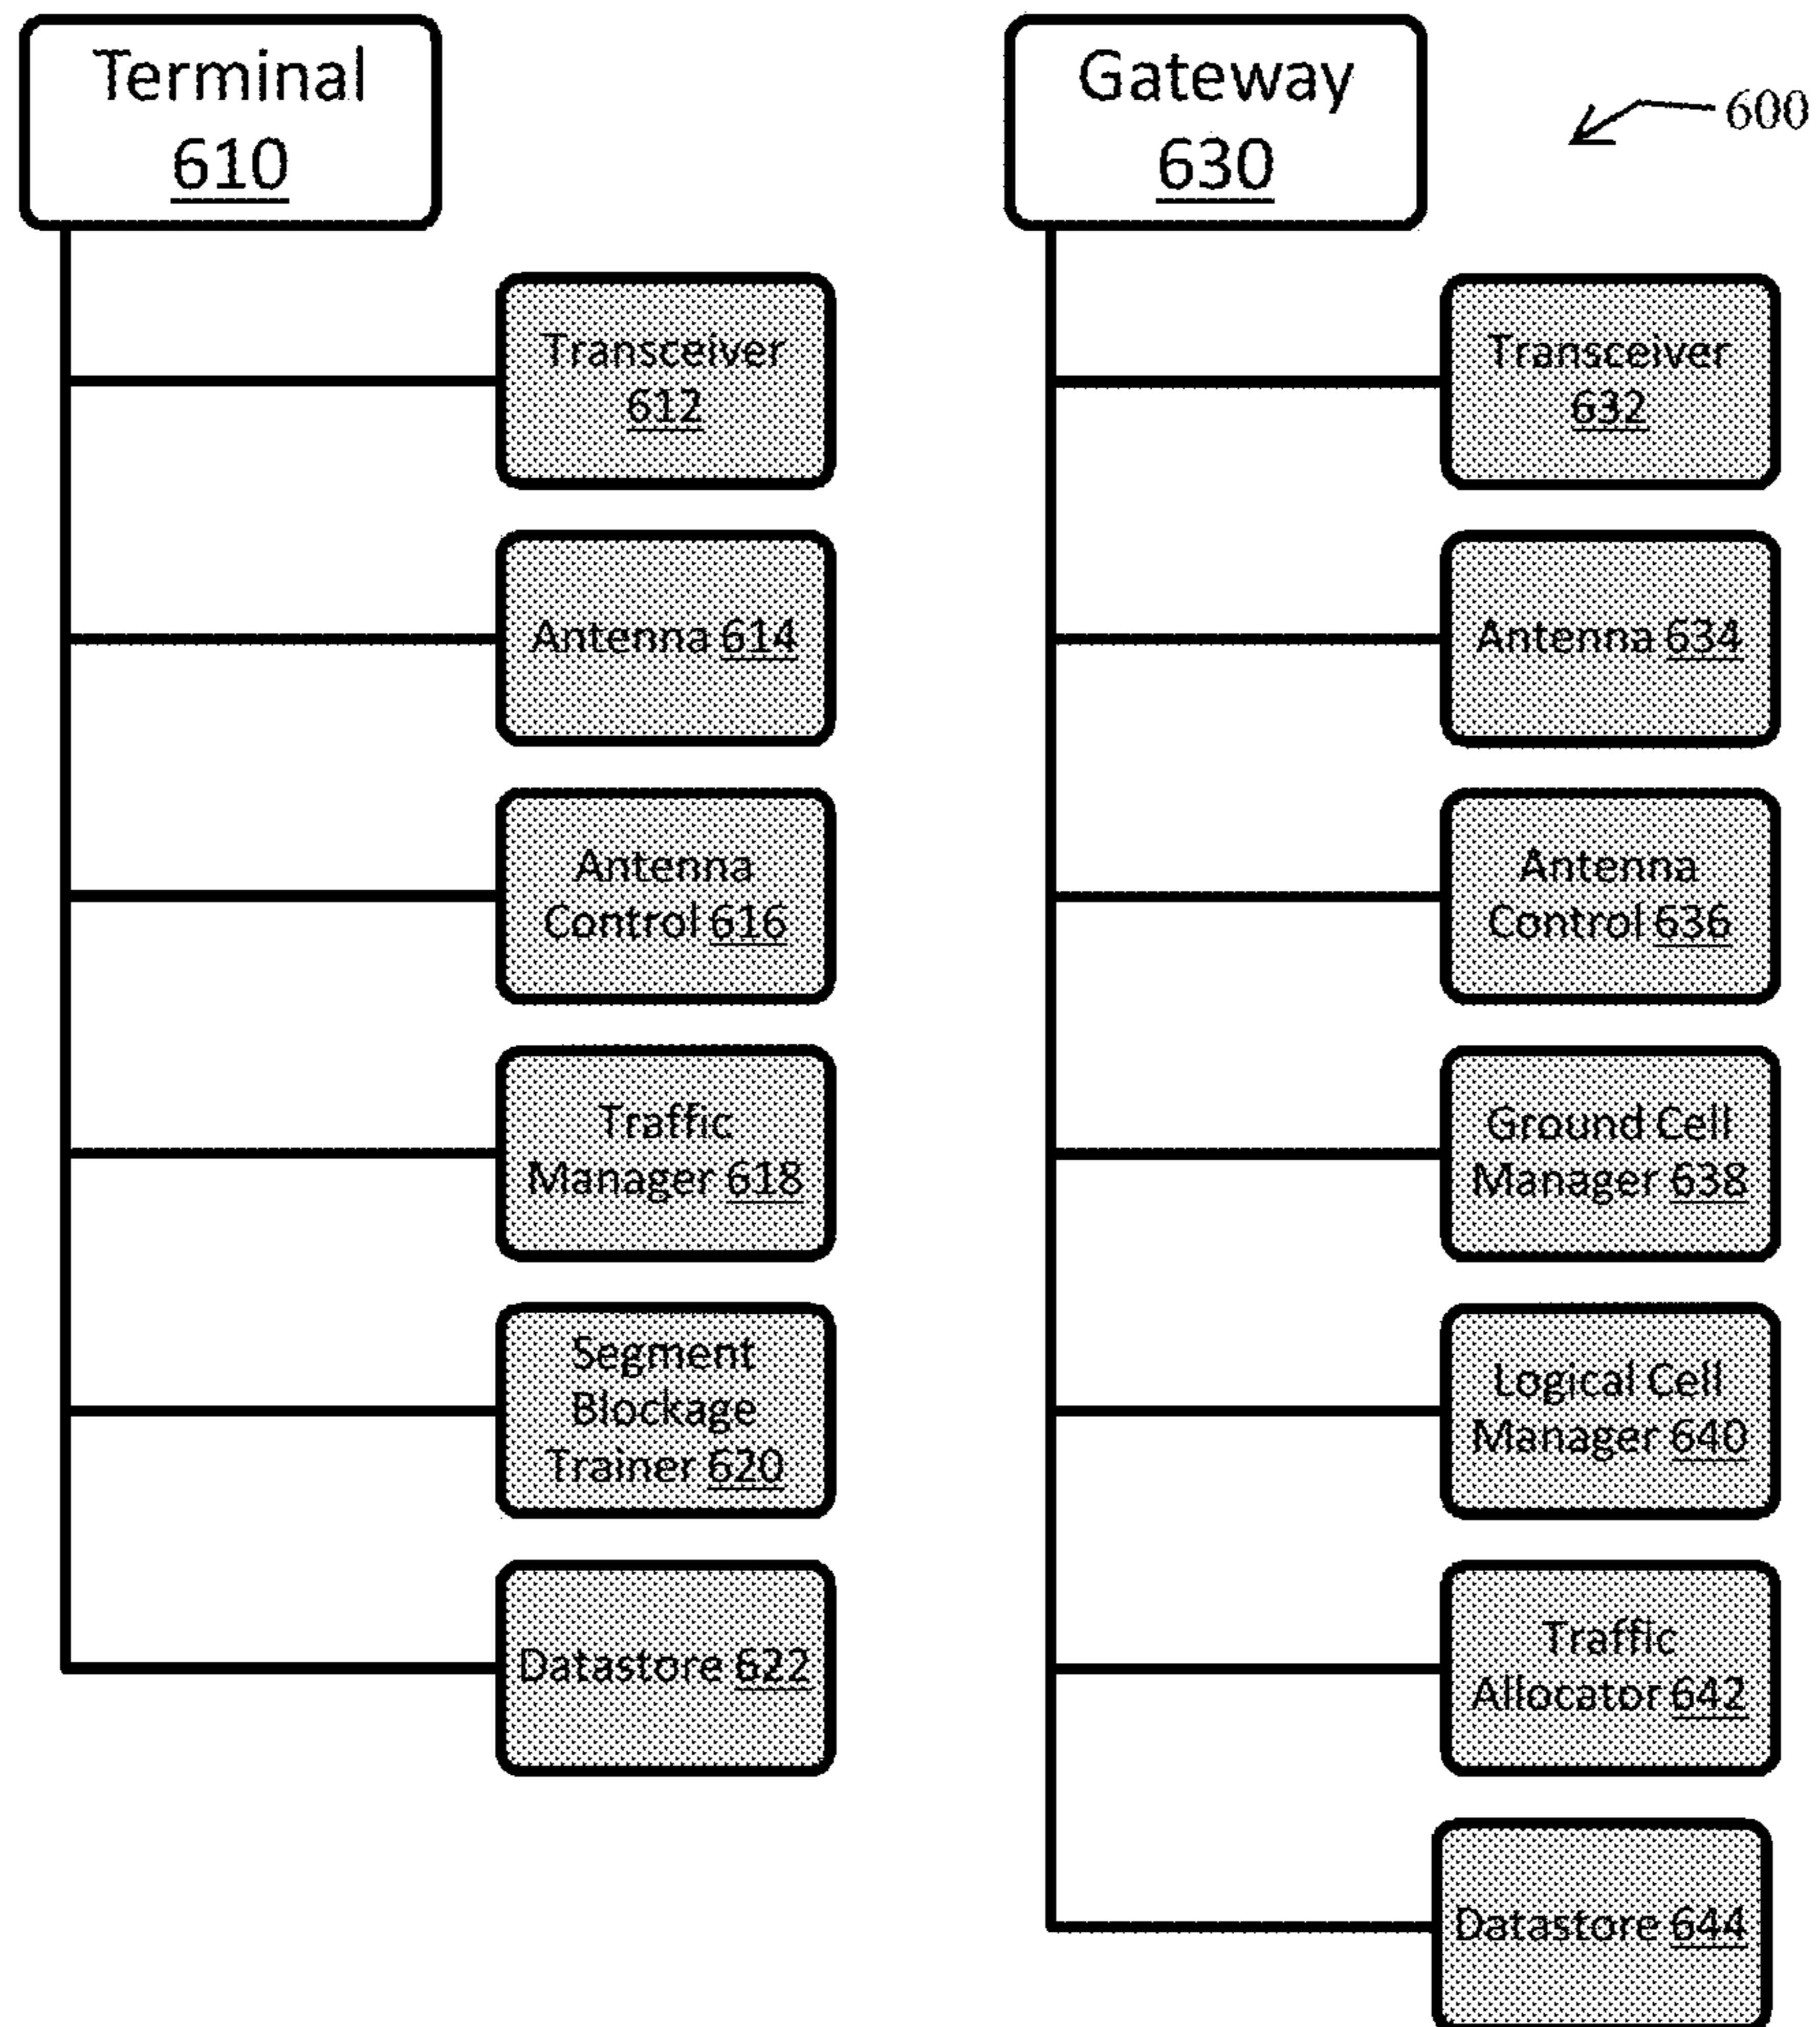 Terminal
610
Transceiver
612
Antenna 614
Antenna
Control 616
Traffic
Manager 618
Segment
Blockage
Trainer 620
Datastore 622
Gateway
630
600
Transceiver
632
Antenna 634
Antenna
Control 636
Ground Cell
Manager 638
Logical Cell
Manager 640
Traffic
Allocator 642
Datastore 644